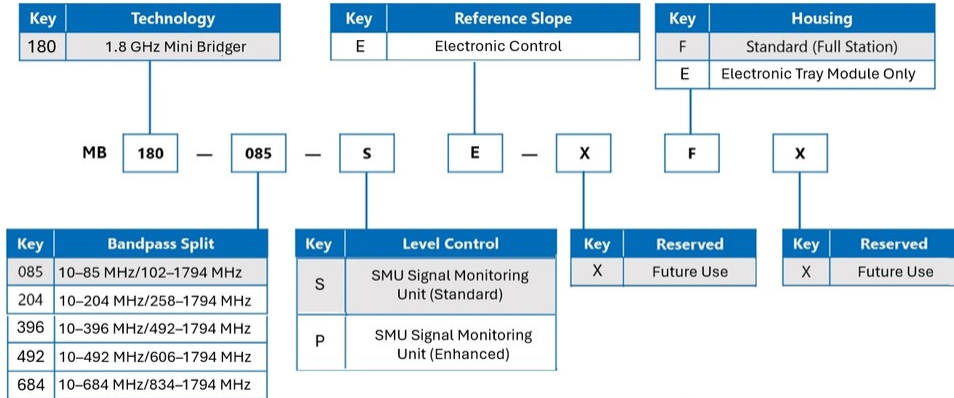 Key Technology
180 1.8 GHz Mini Bridger
Key Reference Slope
E Electronic Control
Key Housing
F Standard (Full Station)
E Electronic Tray Module Only
MB 180 — 085 — S E — X F X
Key Bandpass Split
085 10–85 MHz/102–1794 MHz
204 10–204 MHz/258–1794 MHz
396 10–396 MHz/492–1794 MHz
492 10–492 MHz/606–1794 MHz
684 10–684 MHz/834–1794 MHz
Key Level Control
S SMU Signal Monitoring
Unit (Standard)
P SMU Signal Monitoring
Unit (Enhanced)
Key Reserved
X Future Use
Key Reserved
X Future Use